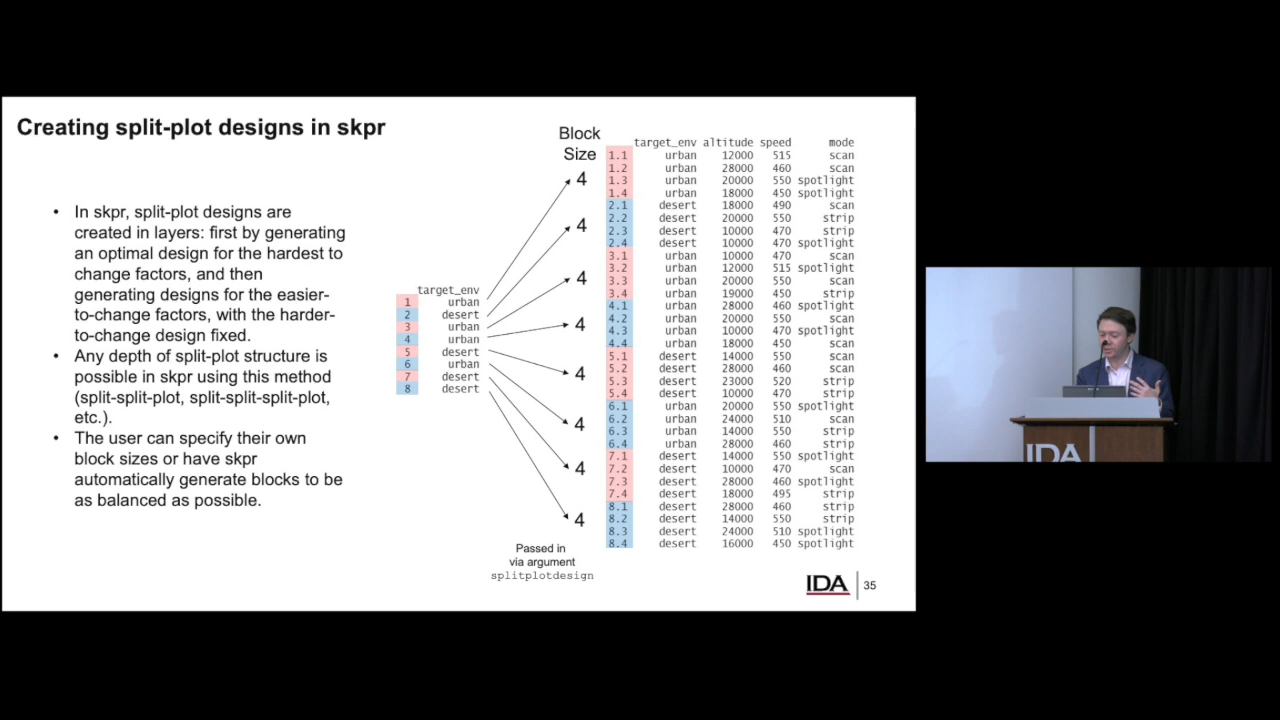 Creating split-plot designs in skpr
• In skpr, split-plot designs are
created in layers: first by generating
an optimal design for the hardest to
change factors, and then
generating designs for the easier-
to-change factors, with the harder-
to-change design fixed.
• Any depth of split-plot structure is
possible in skpr using this method
(split-split-plot, split-split-split-plot,
etc.).
• The user can specify their own
block sizes or have skpr
automatically generate blocks to be
as balanced as possible.
target_env
1 urban
2 desert
3 urban
4 urban
5 desert
6 urban
7 desert
8 desert
Block
Size
4
4
4
4
4
4
4
4
Passed in
via argument
splitplotdesign
target_env altitude speed mode
1.1 urban 12000 515 scan
1.2 urban 28000 460 scan
1.3 urban 20000 550 spotlight
1.4 urban 18000 450 spotlight
2.1 desert 18000 490 scan
2.2 desert 20000 550 strip
2.3 desert 10000 470 strip
2.4 desert 10000 470 spotlight
3.1 urban 10000 470 scan
3.2 urban 12000 515 spotlight
3.3 urban 20000 550 scan
3.4 urban 19000 450 strip
4.1 urban 28000 460 spotlight
4.2 urban 20000 550 scan
4.3 urban 10000 470 spotlight
4.4 urban 18000 450 scan
5.1 desert 14000 550 scan
5.2 desert 28000 460 scan
5.3 desert 23000 520 strip
5.4 desert 10000 470 strip
6.1 urban 20000 550 spotlight
6.2 urban 24000 510 scan
6.3 urban 14000 550 strip
6.4 urban 28000 460 strip
7.1 desert 14000 550 spotlight
7.2 desert 10000 470 scan
7.3 desert 28000 460 spotlight
7.4 desert 18000 495 strip
8.1 desert 28000 460 strip
8.2 desert 14000 550 strip
8.3 desert 24000 510 spotlight
8.4 desert 16000 450 spotlight
IDA 35
IDA